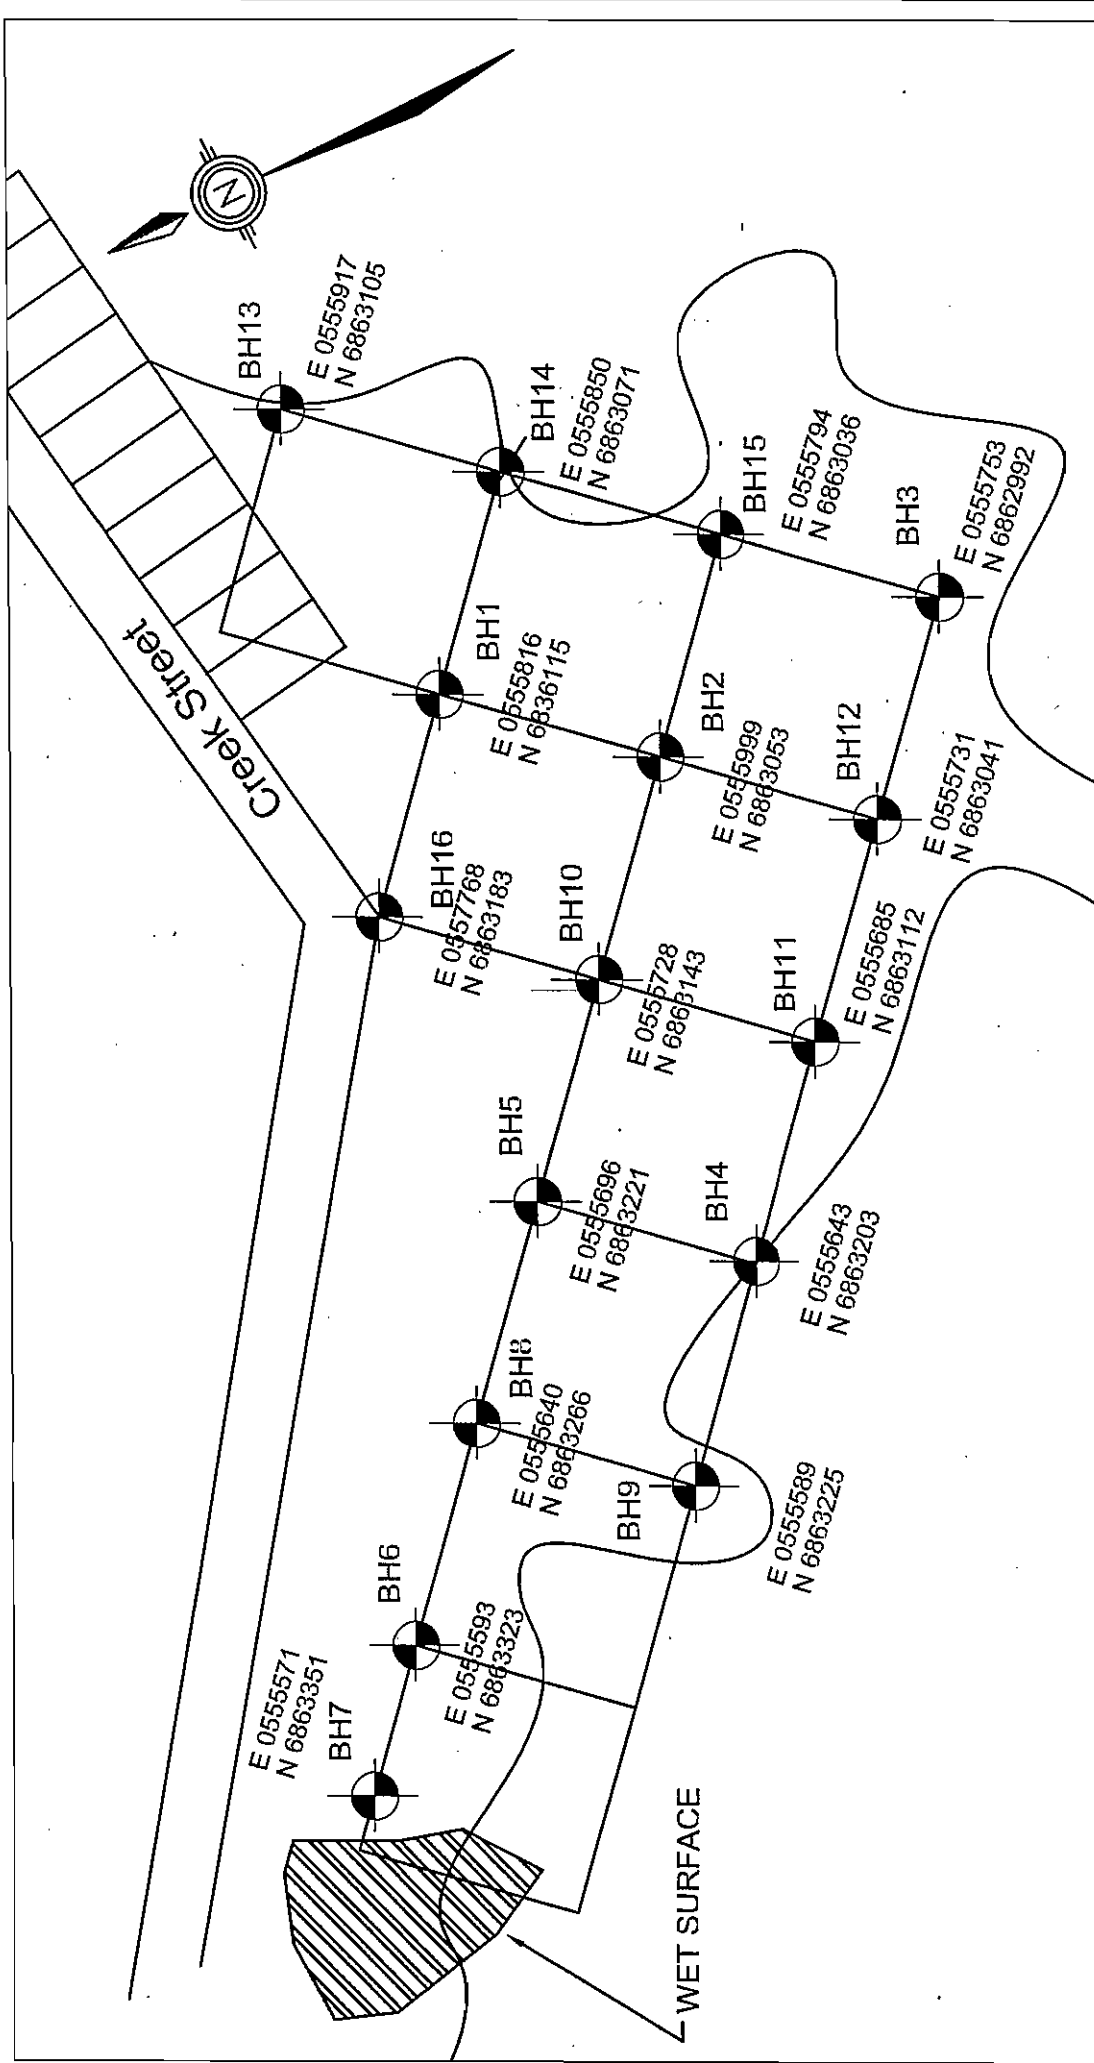 Creek Street
N
BH13
E 0555917
N 6863105
BH14
E 0555850
N 6863071
BH15
E 0555794
N 6863036
BH3
E 0555753
N 6862992
BH1
E 0555816
N 6836115
BH2
E 0555999
N 6863053
BH12
E 0555731
N 6863041
BH16
E 0557768
N 6863183
BH10
E 0555728
N 6863143
BH11
E 0555685
N 6863112
BH5
E 0555696
N 6863221
BH4
E 0555643
N 6863203
BH8
E 0555640
N 6863266
BH9
E 0555589
N 6863225
BH6
E 0555593
N 6863323
BH7
E 0555571
N 6863351
WET SURFACE